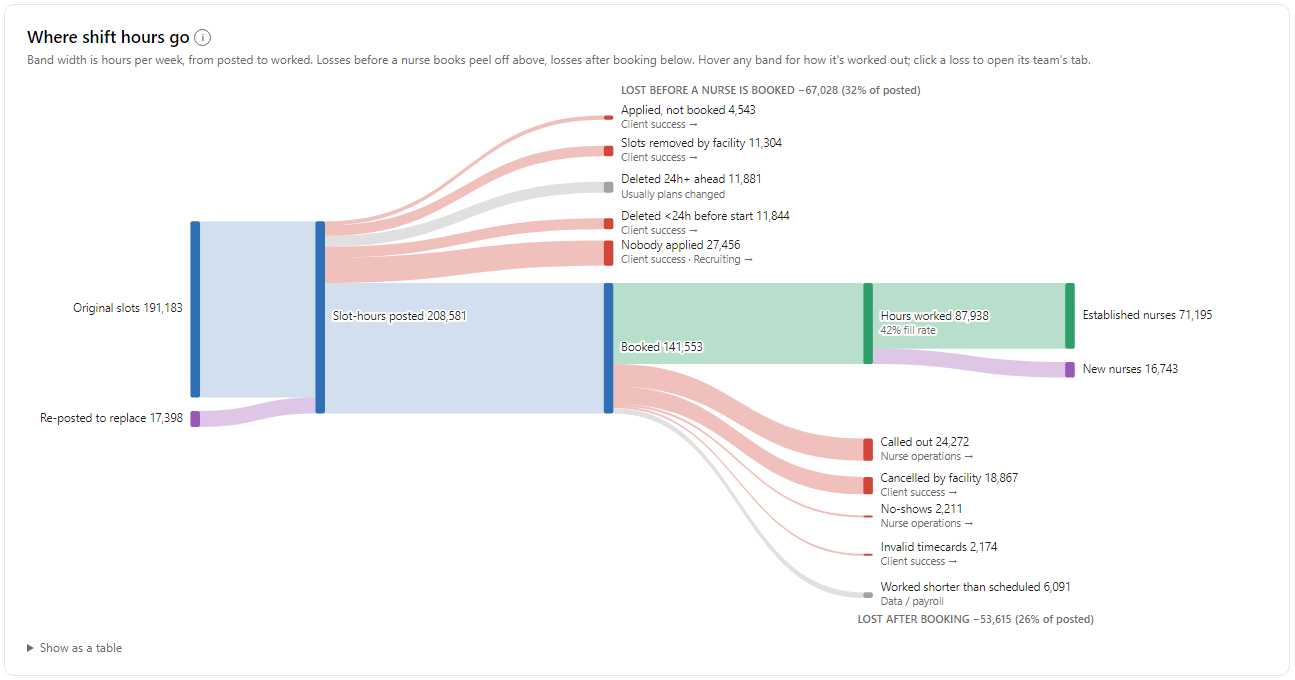 Where shift hours go
Band width is hours per week, from posted to worked. Losses before a nurse books peel off above, losses after booking below. Hover any band for how it's worked out; click a loss to open its team's tab.
LOST BEFORE A NURSE IS BOOKED −67,028 (32% of posted)
Applied, not booked 4,543
Client success →
Slots removed by facility 11,304
Client success →
Deleted 24h+ ahead 11,881
Usually plans changed
Deleted <24h before start 11,844
Client success →
Nobody applied 27,456
Client success · Recruiting →
Original slots 191,183
Slot-hours posted 208,581
Booked 141,553
Hours worked 87,938
42% fill rate
Established nurses 71,195
New nurses 16,743
Re-posted to replace 17,398
Called out 24,272
Nurse operations →
Cancelled by facility 18,867
Client success →
No-shows 2,211
Nurse operations →
Invalid timecards 2,174
Client success →
Worked shorter than scheduled 6,091
Data / payroll
LOST AFTER BOOKING −53,615 (26% of posted)
Show as a table